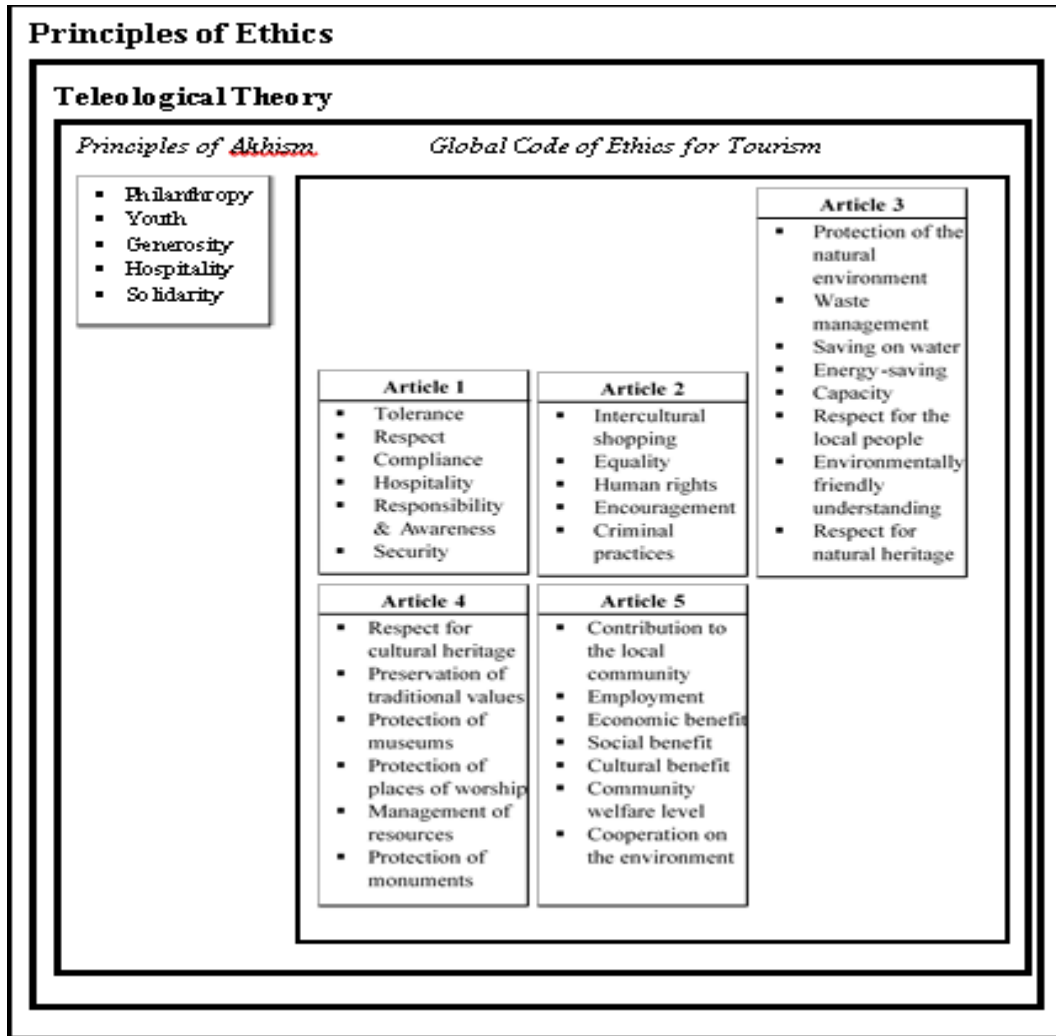 Principles of Ethics
Teleological Theory
Principles of Akhism
Global Code of Ethics for Tourism
▪ Philanthropy
▪ Youth
▪ Generosity
▪ Hospitality
▪ Solidarity
Article 1
▪ Tolerance
▪ Respect
▪ Compliance
▪ Hospitality
▪ Responsibility
& Awareness
▪ Security
Article 2
▪ Intercultural
shopping
▪ Equality
▪ Human rights
▪ Encouragement
▪ Criminal
practices
Article 3
▪ Protection of the
natural
environment
▪ Waste
management
▪ Saving on water
▪ Energy-saving
▪ Capacity
▪ Respect for the
local people
▪ Environmentally
friendly
understanding
▪ Respect for
natural heritage
Article 4
▪ Respect for
cultural heritage
▪ Preservation of
traditional values
▪ Protection of
museums
▪ Protection of
places of worship
▪ Management of
resources
▪ Protection of
monuments
Article 5
▪ Contribution to
the local
community
▪ Employment
▪ Economic benefit
▪ Social benefit
▪ Cultural benefit
▪ Community
welfare level
▪ Cooperation on
the environment